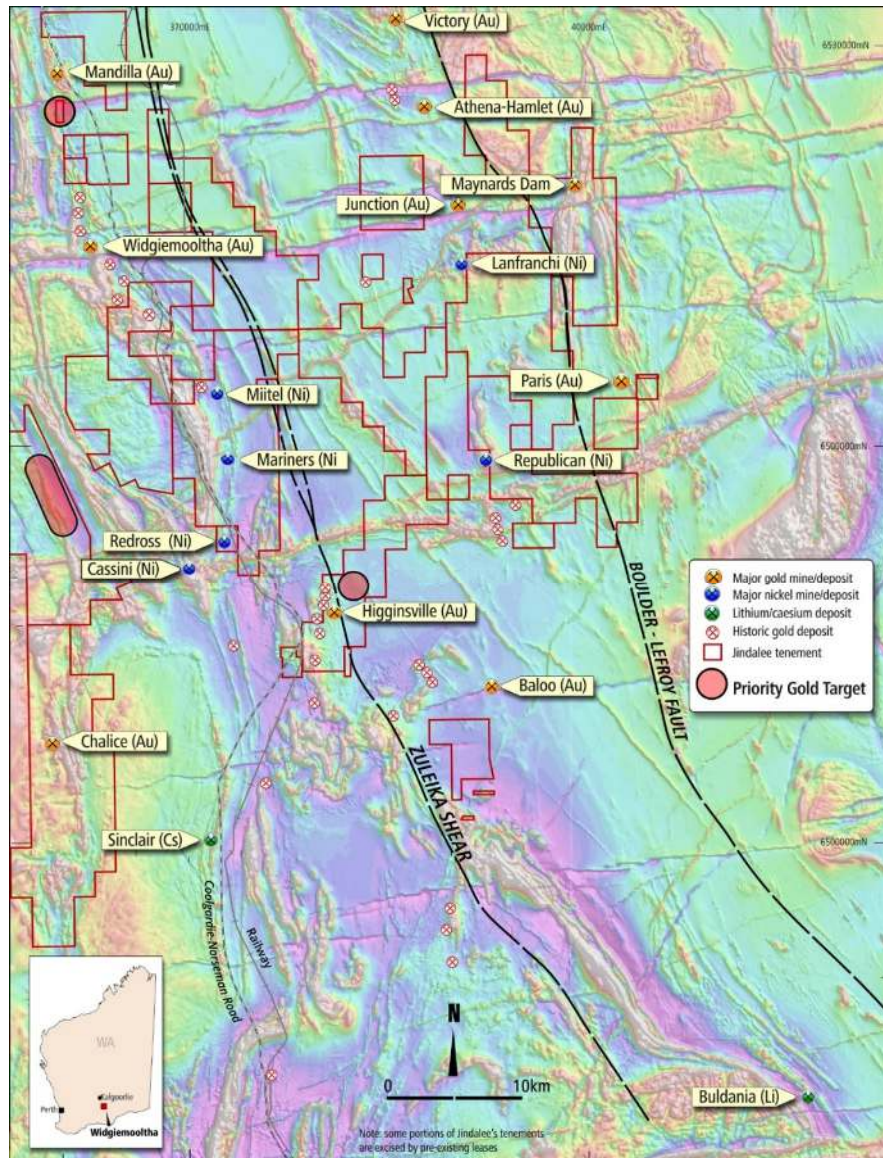 Victory (Au)
370000mE
40000mE
6530000mN
Mandilla (Au)
Athena-Hamlet (Au)
Maynards Dam
Junction (Au)
Widgiemooltha (Au)
Lanfranchi (Ni)
Paris (Au)
Miitel (Ni)
6500000mN
Mariners (Ni
Republican (Ni)
Redross (Ni)
Cassini (Ni)
BOULDER - LEFROY FAULT
Major gold mine/deposit
Major nickel mine/deposit
Lithium/caesium deposit
Historic gold deposit
Jindalee tenement
Priority Gold Target
Higginsville (Au)
Baloo (Au)
Chalice (Au)
ZULEIKA SHEAR
Sinclair (Cs)
6500000mN
Coolgardie-Norseman Road
Railway
WA
Kalgoorlie
Perth
Widgiemooltha
N
0 10km
Buldania (Li)
Note: some portions of Jindalee's tenements
are excised by pre-existing leases